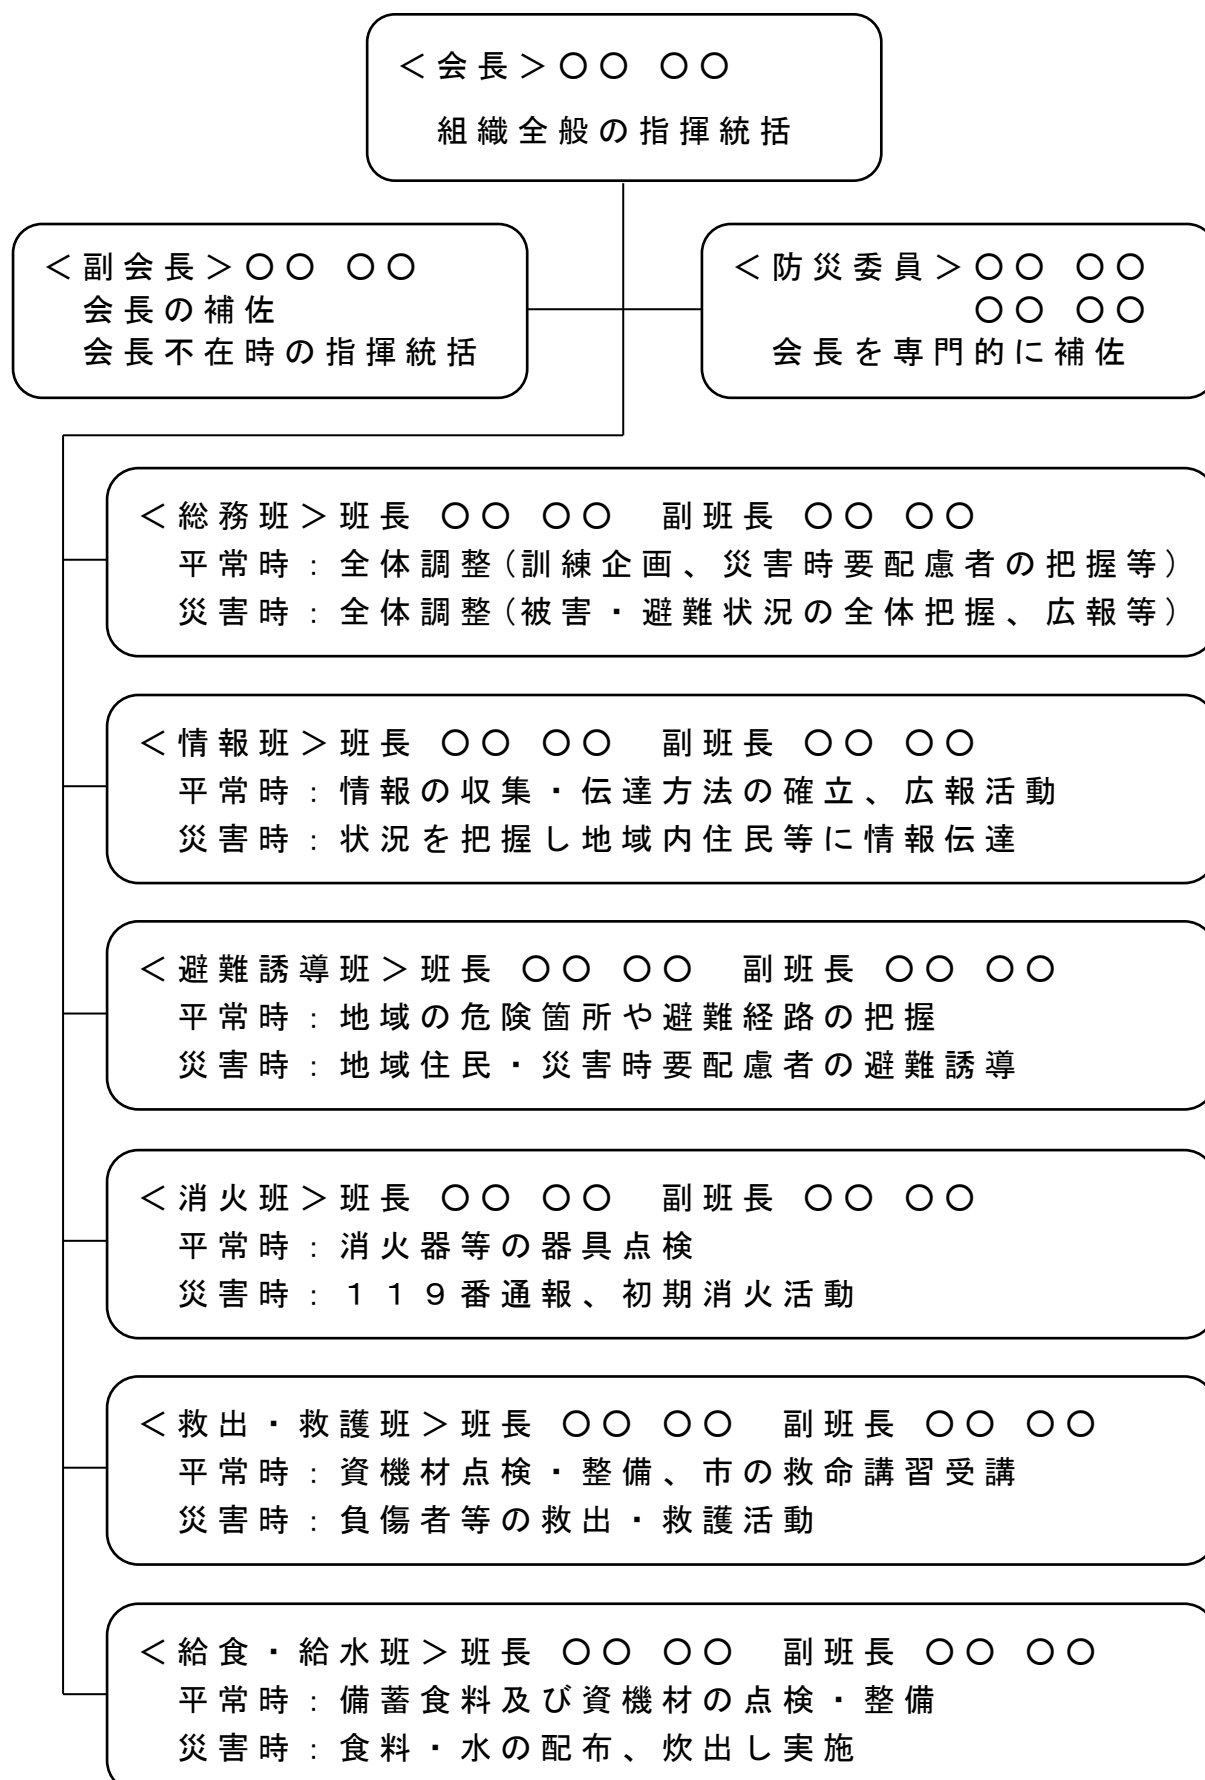 ＜会長＞○○ ○○
組織全般の指揮統括
＜副会長＞○○ ○○
会長の補佐
会長不在時の指揮統括
＜防災委員＞○○ ○○
○○ ○○
会長を専門的に補佐
＜総務班＞班長 ○○ ○○　副班長 ○○ ○○
平常時：全体調整(訓練企画、災害時要配慮者の把握等)
災害時：全体調整(被害・避難状況の全体把握、広報等)
＜情報班＞班長 ○○ ○○　副班長 ○○ ○○
平常時：情報の収集・伝達方法の確立、広報活動
災害時：状況を把握し地域内住民等に情報伝達
＜避難誘導班＞班長 ○○ ○○　副班長 ○○ ○○
平常時：地域の危険箇所や避難経路の把握
災害時：地域住民・災害時要配慮者の避難誘導
＜消火班＞班長 ○○ ○○　副班長 ○○ ○○
平常時：消火器等の器具点検
災害時：１１９番通報、初期消火活動
＜救出・救護班＞班長 ○○ ○○　副班長 ○○ ○○
平常時：資機材点検・整備、市の救命講習受講
災害時：負傷者等の救出・救護活動
＜給食・給水班＞班長 ○○ ○○　副班長 ○○ ○○
平常時：備蓄食料及び資機材の点検・整備
災害時：食料・水の配布、炊出し実施